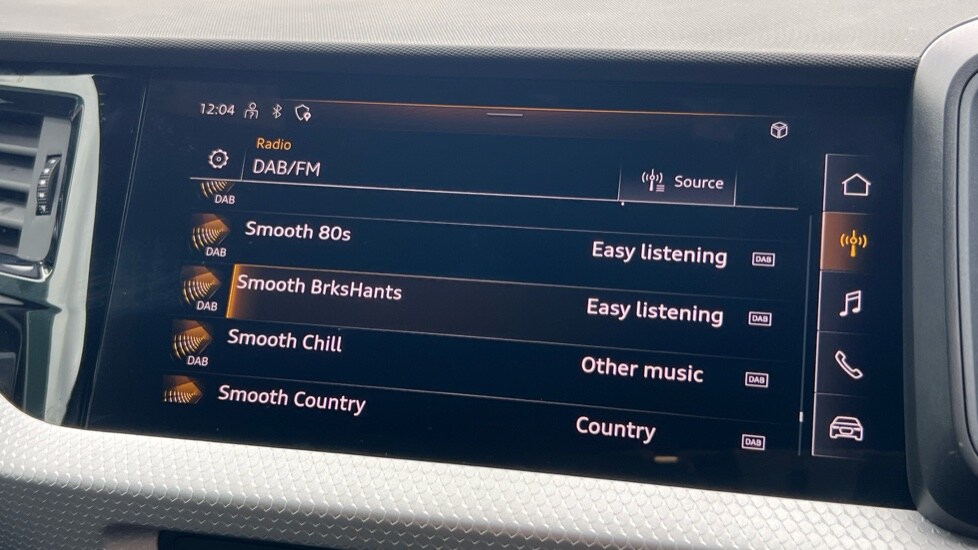 12:04
Radio
DAB/FM
Source
DAB
Smooth 80s
Easy listening
DAB
DAB
Smooth BrksHants
Easy listening
DAB
DAB
Smooth Chill
Other music
DAB
DAB
Smooth Country
Country
DAB